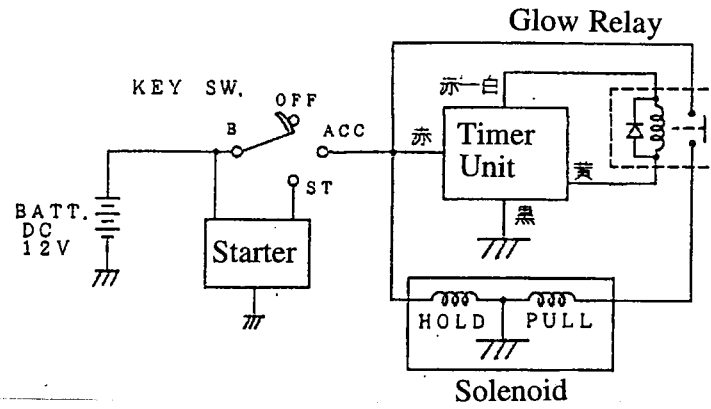 Glow Relay
赤一白
KEY SW.
OFF
B
ACC
赤
Timer
Unit
黄
ST
黒
BATT.
DC
12V
Starter
HOLD
PULL
Solenoid